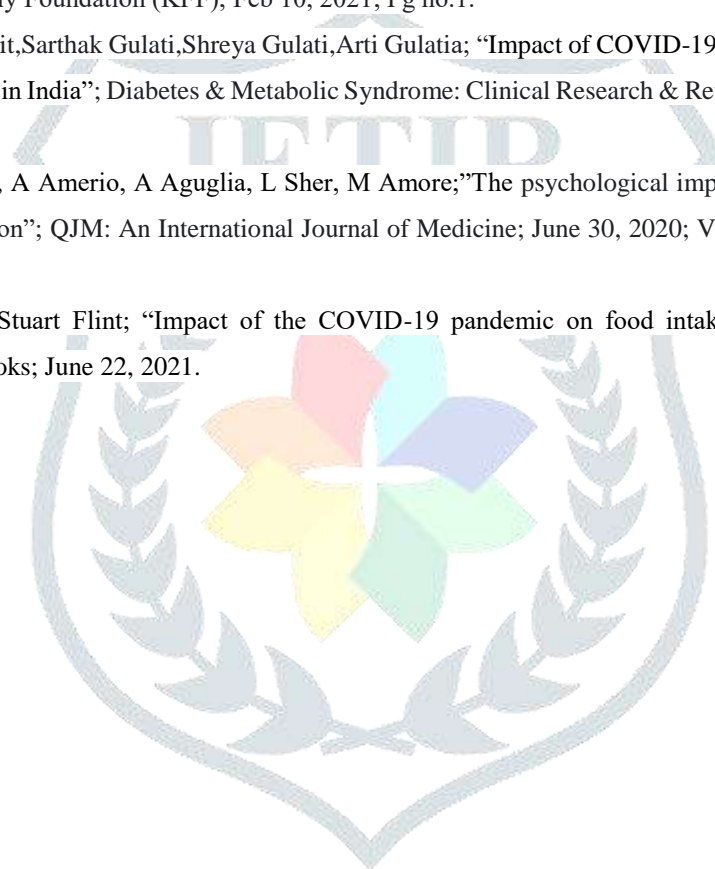 ly Foundation (KFF), Feb 10, 2021, Pg no.1.
it,Sarthak Gulati,Shreya Gulati,Arti Gulatia; “Impact of COVID-19
in India”; Diabetes & Metabolic Syndrome: Clinical Research & Re
JETIR
, A Amerio, A Aguglia, L Sher, M Amore;”The psychological imp
on”; QJM: An International Journal of Medicine; June 30, 2020; V
Stuart Flint; “Impact of the COVID-19 pandemic on food intak
oks; June 22, 2021.